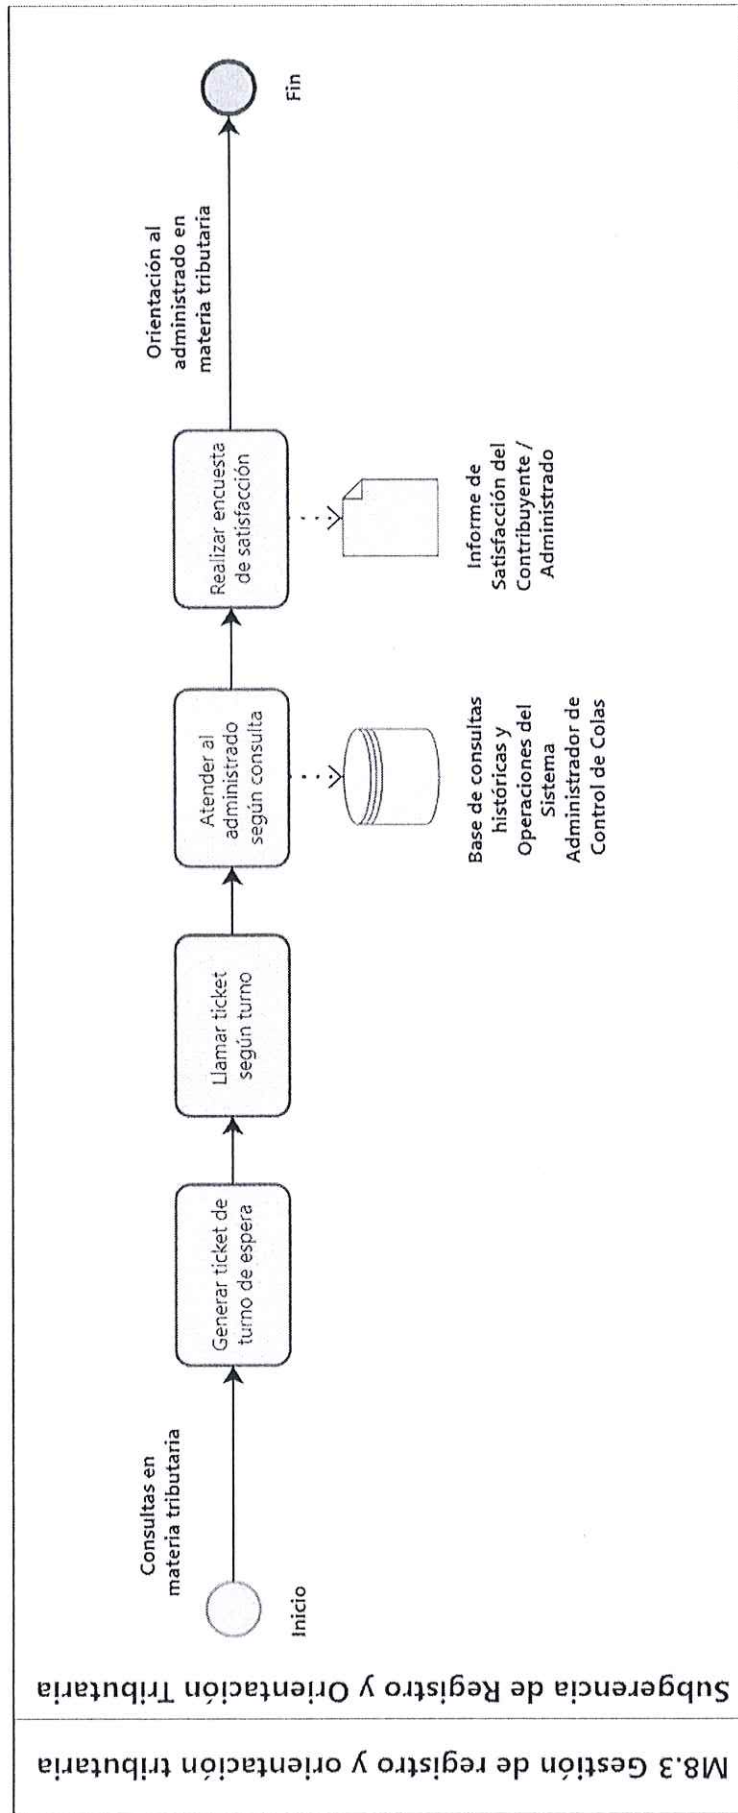 M8.3 Gestión de registro y orientación tributaria
Subgerencia de Registro y Orientación Tributaria
Inicio
Consultas en
materia tributaria
Generar ticket de
turno de espera
Llamar ticket
según turno
Atender al
administrado
según consulta
Base de consultas
históricas y
Operaciones del
Sistema
Administrador de
Control de Colas
Realizar encuesta
de satisfacción
Informe de
Satisfacción del
Contribuyente /
Administrado
Orientación al
administrado en
materia tributaria
Fin